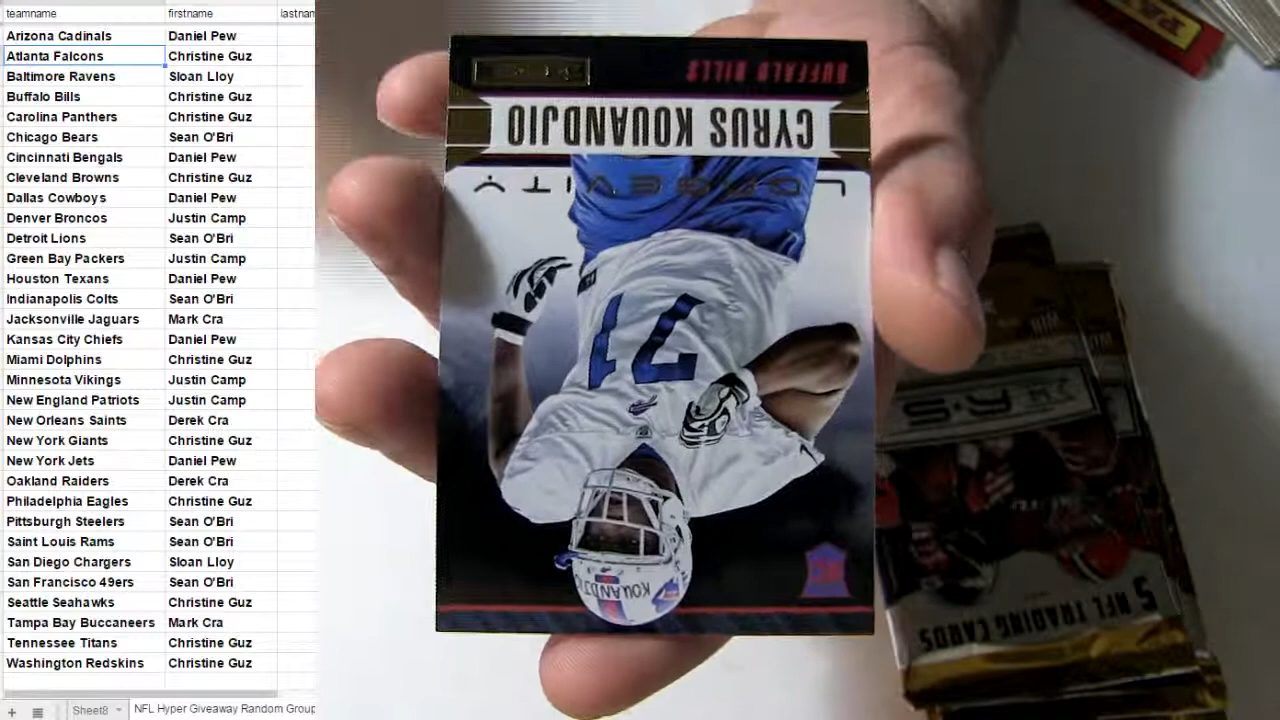 teamname firstname lastnam
Arizona Cadinals Daniel Pew
Atlanta Falcons Christine Guz
Baltimore Ravens Sloan Lloy
Buffalo Bills Christine Guz
Carolina Panthers Christine Guz
Chicago Bears Sean O'Bri
Cincinnati Bengals Daniel Pew
Cleveland Browns Christine Guz
Dallas Cowboys Daniel Pew
Denver Broncos Justin Camp
Detroit Lions Sean O'Bri
Green Bay Packers Justin Camp
Houston Texans Daniel Pew
Indianapolis Colts Sean O'Bri
Jacksonville Jaguars Mark Cra
Kansas City Chiefs Daniel Pew
Miami Dolphins Christine Guz
Minnesota Vikings Justin Camp
New England Patriots Justin Camp
New Orleans Saints Derek Cra
New York Giants Christine Guz
New York Jets Daniel Pew
Oakland Raiders Derek Cra
Philadelphia Eagles Christine Guz
Pittsburgh Steelers Sean O'Bri
Saint Louis Rams Sean O'Bri
San Diego Chargers Sloan Lloy
San Francisco 49ers Sean O'Bri
Seattle Seahawks Christine Guz
Tampa Bay Buccaneers Mark Cra
Tennessee Titans Christine Guz
Washington Redskins Christine Guz
Sheet8 NFL Hyper Giveaway Random Group
BUFFALO BILLS
CYRUS KOUANDJIO
LONGEVITY
71
5 NFL TRADING CARDS